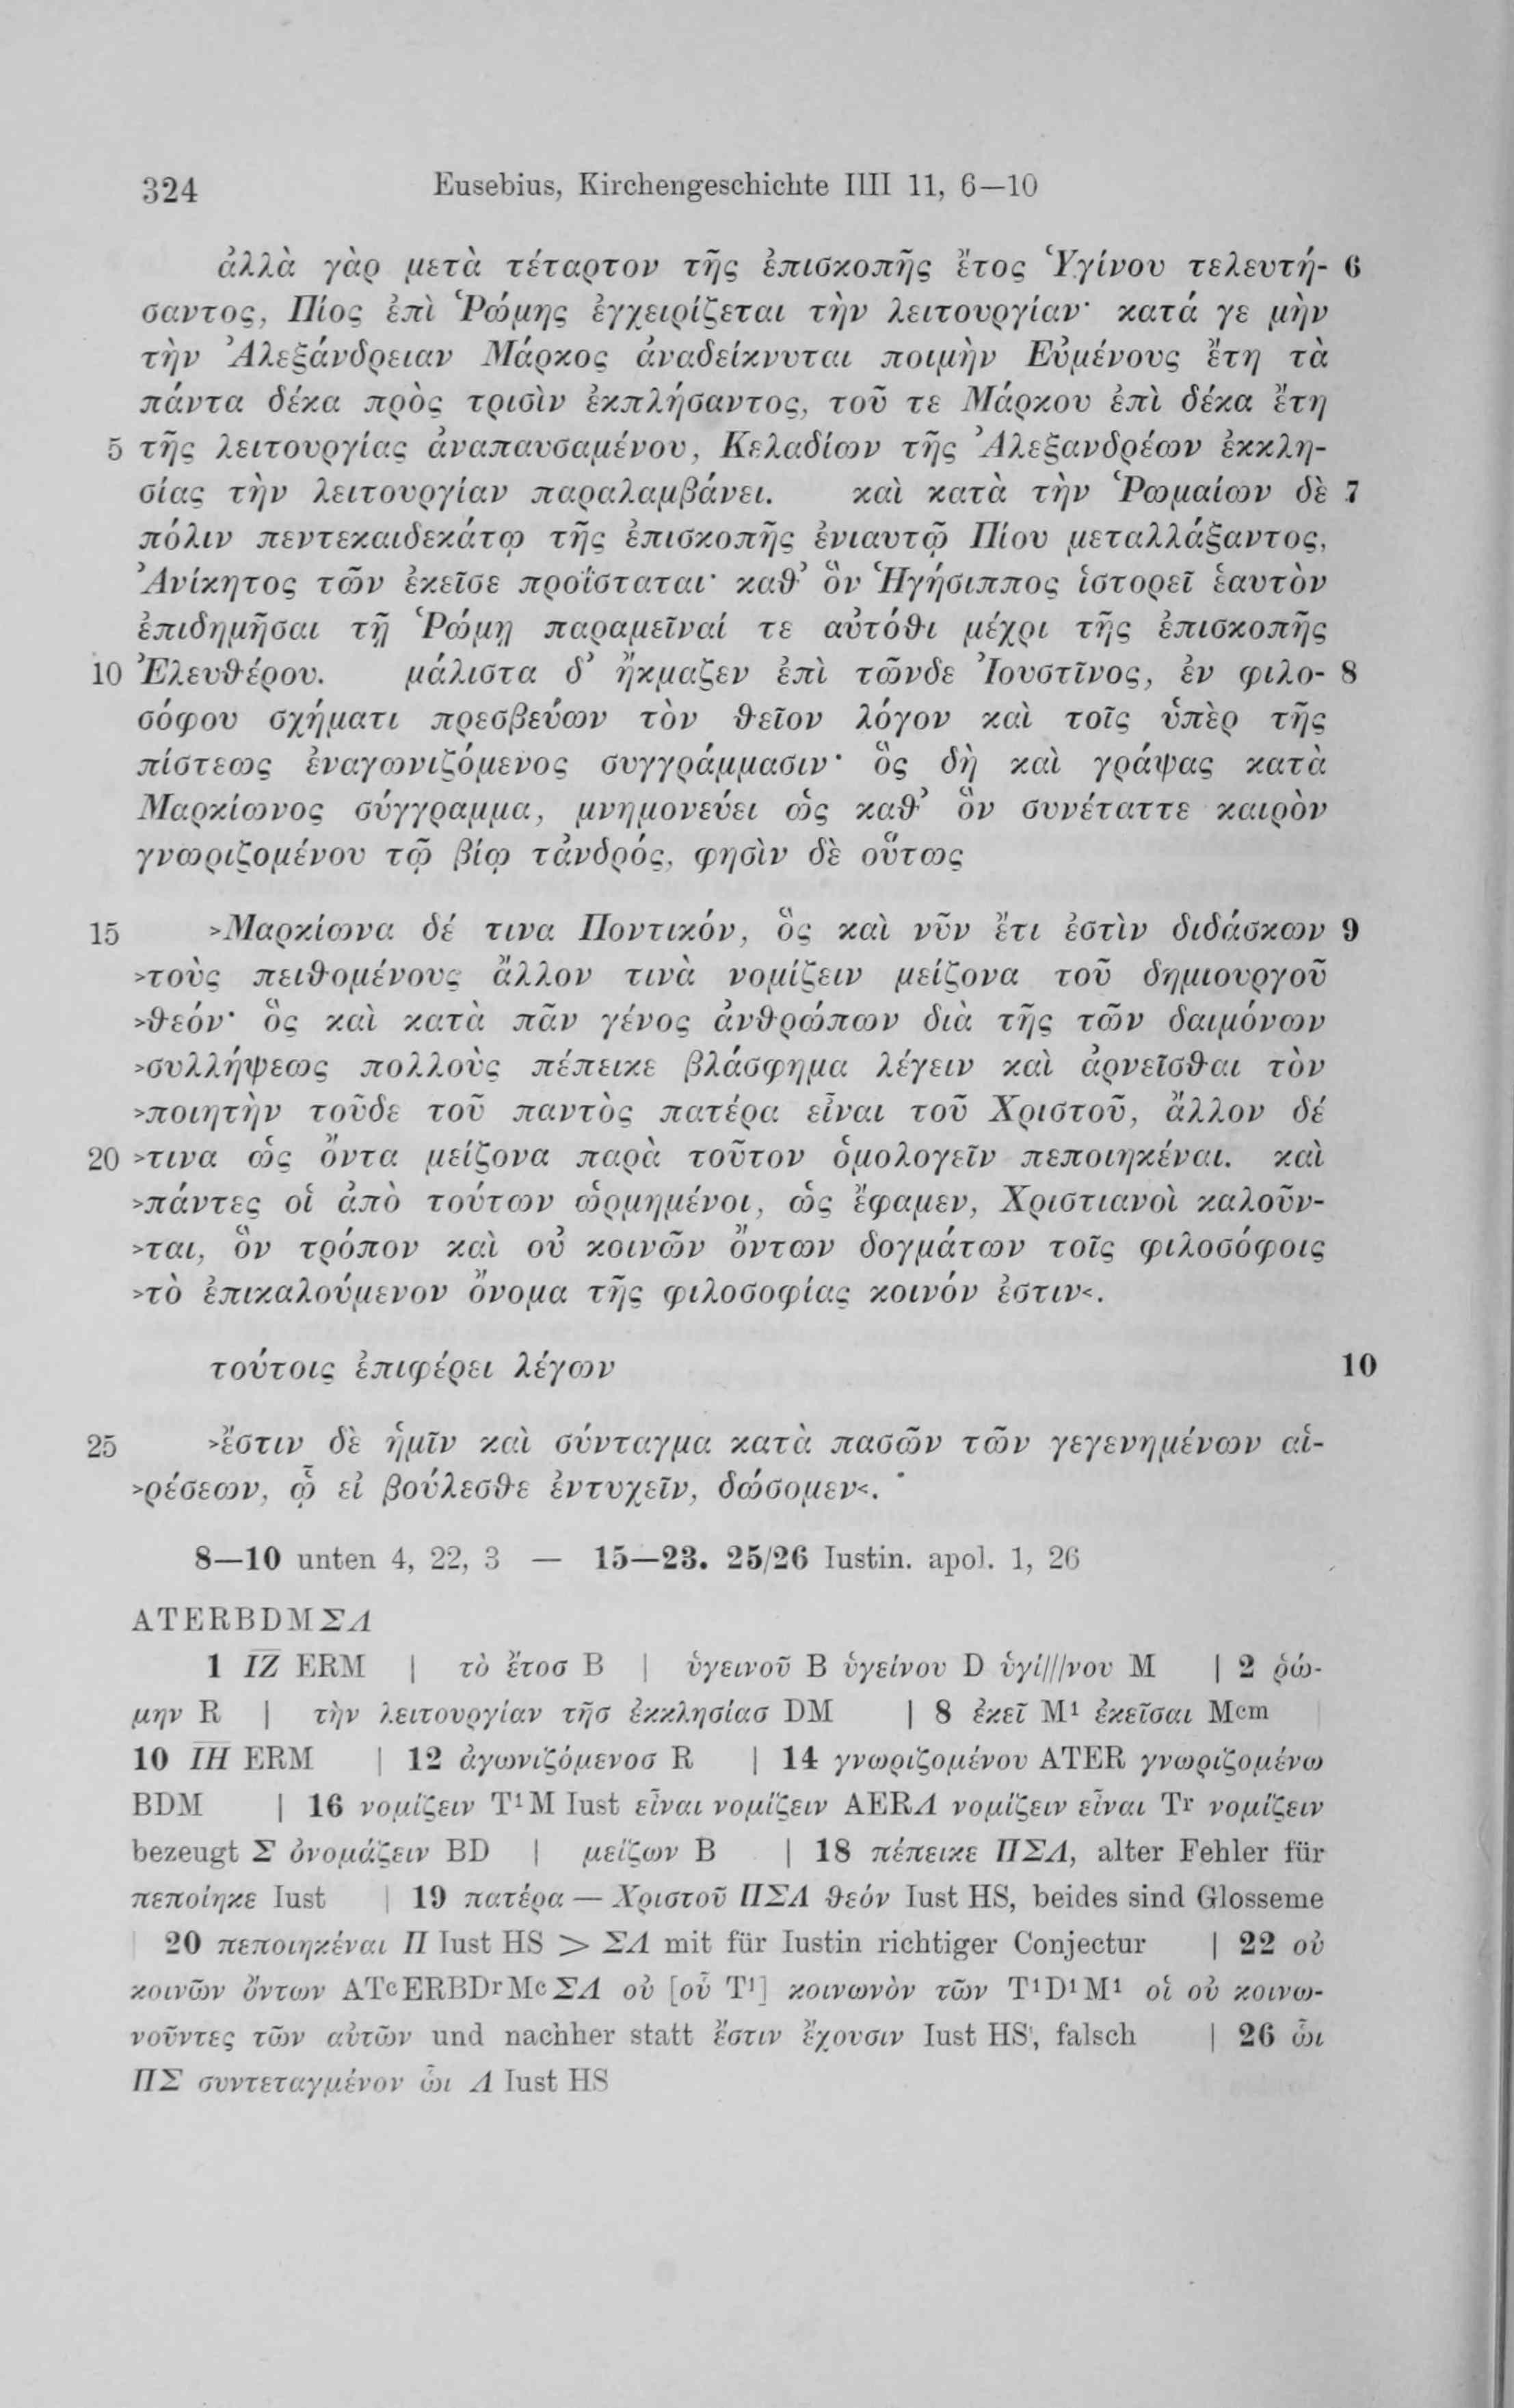 324 Eusebius, Kirchengeschichte IIII 11, 6—10
ἀλλὰ γὰρ μετὰ τέταρτον τῆς ἐπισκοπῆς ἔτος Ὑγίνου τελευτή- 6
σαντος, Πίος ἐπὶ Ῥώμης ἐγχειρίζεται τὴν λειτουργίαν· κατά γε μὴν
τὴν Ἀλεξάνδρειαν Μάρκος ἀναδείκνυται ποιμὴν Εὐμένους ἔτη τὰ
πάντα δέκα πρὸς τρισὶν ἐκπλήσαντος, τοῦ τε Μάρκου ἐπὶ δέκα ἔτη
5 τῆς λειτουργίας ἀναπαυσαμένου, Κελαδίων τῆς Ἀλεξανδρέων ἐκκλη-
σίας τὴν λειτουργίαν παραλαμβάνει. καὶ κατὰ τὴν Ῥωμαίων δὲ 7
πόλιν πεντεκαιδεκάτῳ τῆς ἐπισκοπῆς ἐνιαυτῷ Πίου μεταλλάξαντος,
Ἀνίκητος τῶν ἐκεῖσε προΐσταται· καθ᾽ ὃν Ἡγήσιππος ἱστορεῖ ἑαυτὸν
ἐπιδημῆσαι τῇ Ῥώμῃ παραμεῖναί τε αὐτόθι μέχρι τῆς ἐπισκοπῆς
10 Ἐλευθέρου. μάλιστα δ᾽ ἤκμαζεν ἐπὶ τῶνδε Ἰουστῖνος, ἐν φιλο- 8
σόφου σχήματι πρεσβεύων τὸν θεῖον λόγον καὶ τοῖς ὑπὲρ τῆς
πίστεως ἐναγωνιζόμενος συγγράμμασιν· ὃς δὴ καὶ γράψας κατὰ
Μαρκίωνος σύγγραμμα, μνημονεύει ὡς καθ᾽ ὃν συνέταττε καιρὸν
γνωριζομένου τῷ βίῳ τἀνδρός, φησὶν δὲ οὕτως
15 >Μαρκίωνα δέ τινα Ποντικόν, ὃς καὶ νῦν ἔτι ἐστὶν διδάσκων 9
>τοὺς πειθομένους ἄλλον τινὰ νομίζειν μείζονα τοῦ δημιουργοῦ
>θεόν· ὃς καὶ κατὰ πᾶν γένος ἀνθρώπων διὰ τῆς τῶν δαιμόνων
>συλλήψεως πολλοὺς πέπεικε βλάσφημα λέγειν καὶ ἀρνεῖσθαι τὸν
>ποιητὴν τοῦδε τοῦ παντὸς πατέρα εἶναι τοῦ Χριστοῦ, ἄλλον δέ
20 >τινα ὡς ὄντα μείζονα παρὰ τοῦτον ὁμολογεῖν πεποιηκέναι. καὶ
>πάντες οἱ ἀπὸ τούτων ὡρμημένοι, ὡς ἔφαμεν, Χριστιανοὶ καλοῦν-
>ται, ὃν τρόπον καὶ οὐ κοινῶν ὄντων δογμάτων τοῖς φιλοσόφοις
>τὸ ἐπικαλούμενον ὄνομα τῆς φιλοσοφίας κοινόν ἐστιν<.
τούτοις ἐπιφέρει λέγων 10
25 >ἔστιν δὲ ἡμῖν καὶ σύνταγμα κατὰ πασῶν τῶν γεγενημένων αἱ-
>ρέσεων, ᾧ εἰ βούλεσθε ἐντυχεῖν, δώσομεν<.
8—10 unten 4, 22, 3 — 15—23. 25/26 Iustin. apol. 1, 26
ATERBDMΣΛ
1 ΙΖ ERM | τὸ ἔτοσ B | ὑγεινοῦ B ὑγείνου D ὑγί///νου M | 2 ῥώ-
μην R | τὴν λειτουργίαν τῆσ ἐκκλησίασ DM | 8 ἐκεῖ M¹ ἐκεῖσαι Mcm
10 ΙΗ ERM | 12 ἀγωνιζόμενοσ R | 14 γνωριζομένου ATER γνωριζομένω
BDM | 16 νομίζειν T¹M Iust εἶναι νομίζειν AERΛ νομίζειν εἶναι Tr νομίζειν
bezeugt Σ ὀνομάζειν BD | μείζων B | 18 πέπεικε ΠΣΛ, alter Fehler für
πεποίηκε Iust | 19 πατέρα — Χριστοῦ ΠΣΛ θεόν Iust HS, beides sind Glosseme
| 20 πεποιηκέναι Π Iust HS > ΣΛ mit für Iustin richtiger Conjectur | 22 οὐ
κοινῶν ὄντων ATcERBDrMcΣΛ οὐ [οὗ T¹] κοινωνὸν τῶν T¹D¹M¹ οἱ οὐ κοινω-
νοῦντες τῶν αὐτῶν und nachher statt ἔστιν ἔχουσιν Iust HS, falsch | 26 ὧι
ΠΣ συντεταγμένον ὧι Λ Iust HS